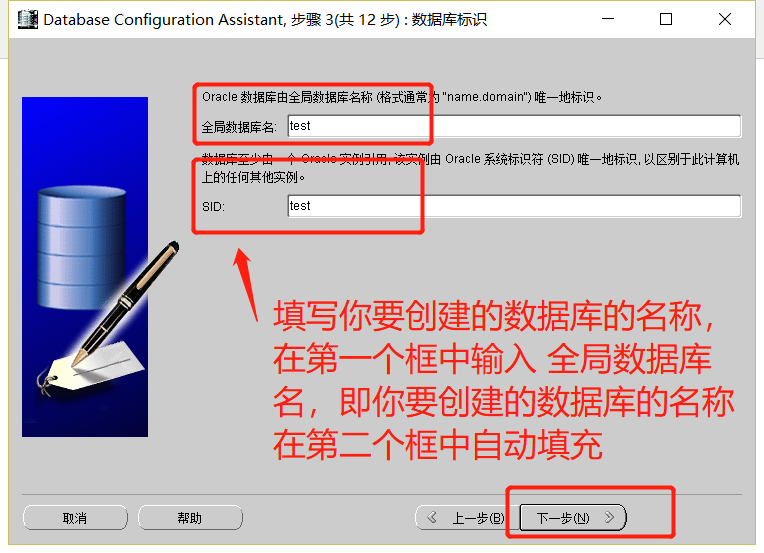 Database Configuration Assistant, 步骤 3(共 12 步) : 数据库标识
Oracle 数据库由全局数据库名称 (格式通常为 "name.domain") 唯一地标识。
全局数据库名: test
数据库至少由一个 Oracle 实例引用, 该实例由 Oracle 系统标识符 (SID) 唯一地标识, 以区别于此计算机
上的任何其他实例。
SID: test
填写你要创建的数据库的名称,
在第一个框中输入 全局数据库
名，即你要创建的数据库的名称
在第二个框中自动填充
取消 帮助 上一步(B) 下一步(N)